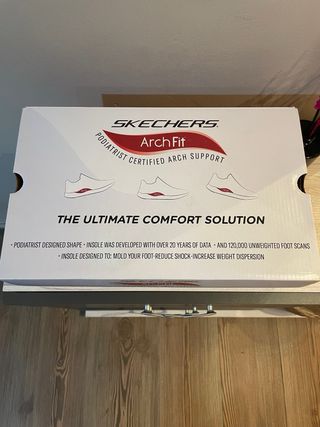 SKECHERS
ArchFit
PODIATRIST CERTIFIED ARCH SUPPORT
THE ULTIMATE COMFORT SOLUTION
• PODIATRIST DESIGNED SHAPE • INSOLE WAS DEVELOPED WITH OVER 20 YEARS OF DATA • AND 120,000 UNWEIGHTED FOOT SCANS
• INSOLE DESIGNED TO: MOLD YOUR FOOT-REDUCE SHOCK-INCREASE WEIGHT DISPERSION